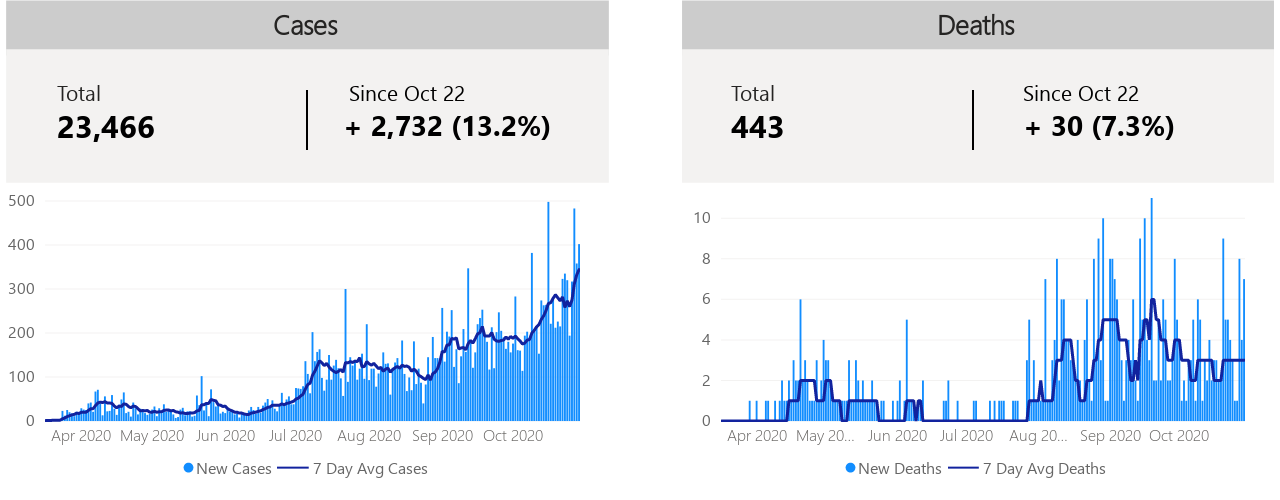 Cases
Total
Since Oct 22
23,466
+ 2,732 (13.2%)
500
400
300
200
100
0
Apr 2020 May 2020 Jun 2020 Jul 2020 Aug 2020 Sep 2020 Oct 2020
New Cases 7 Day Avg Cases
Deaths
Total
Since Oct 22
443
+ 30 (7.3%)
10
8
6
4
2
0
Apr 2020 May 20... Jun 2020 Jul 2020 Aug 20... Sep 2020 Oct 2020
New Deaths 7 Day Avg Deaths